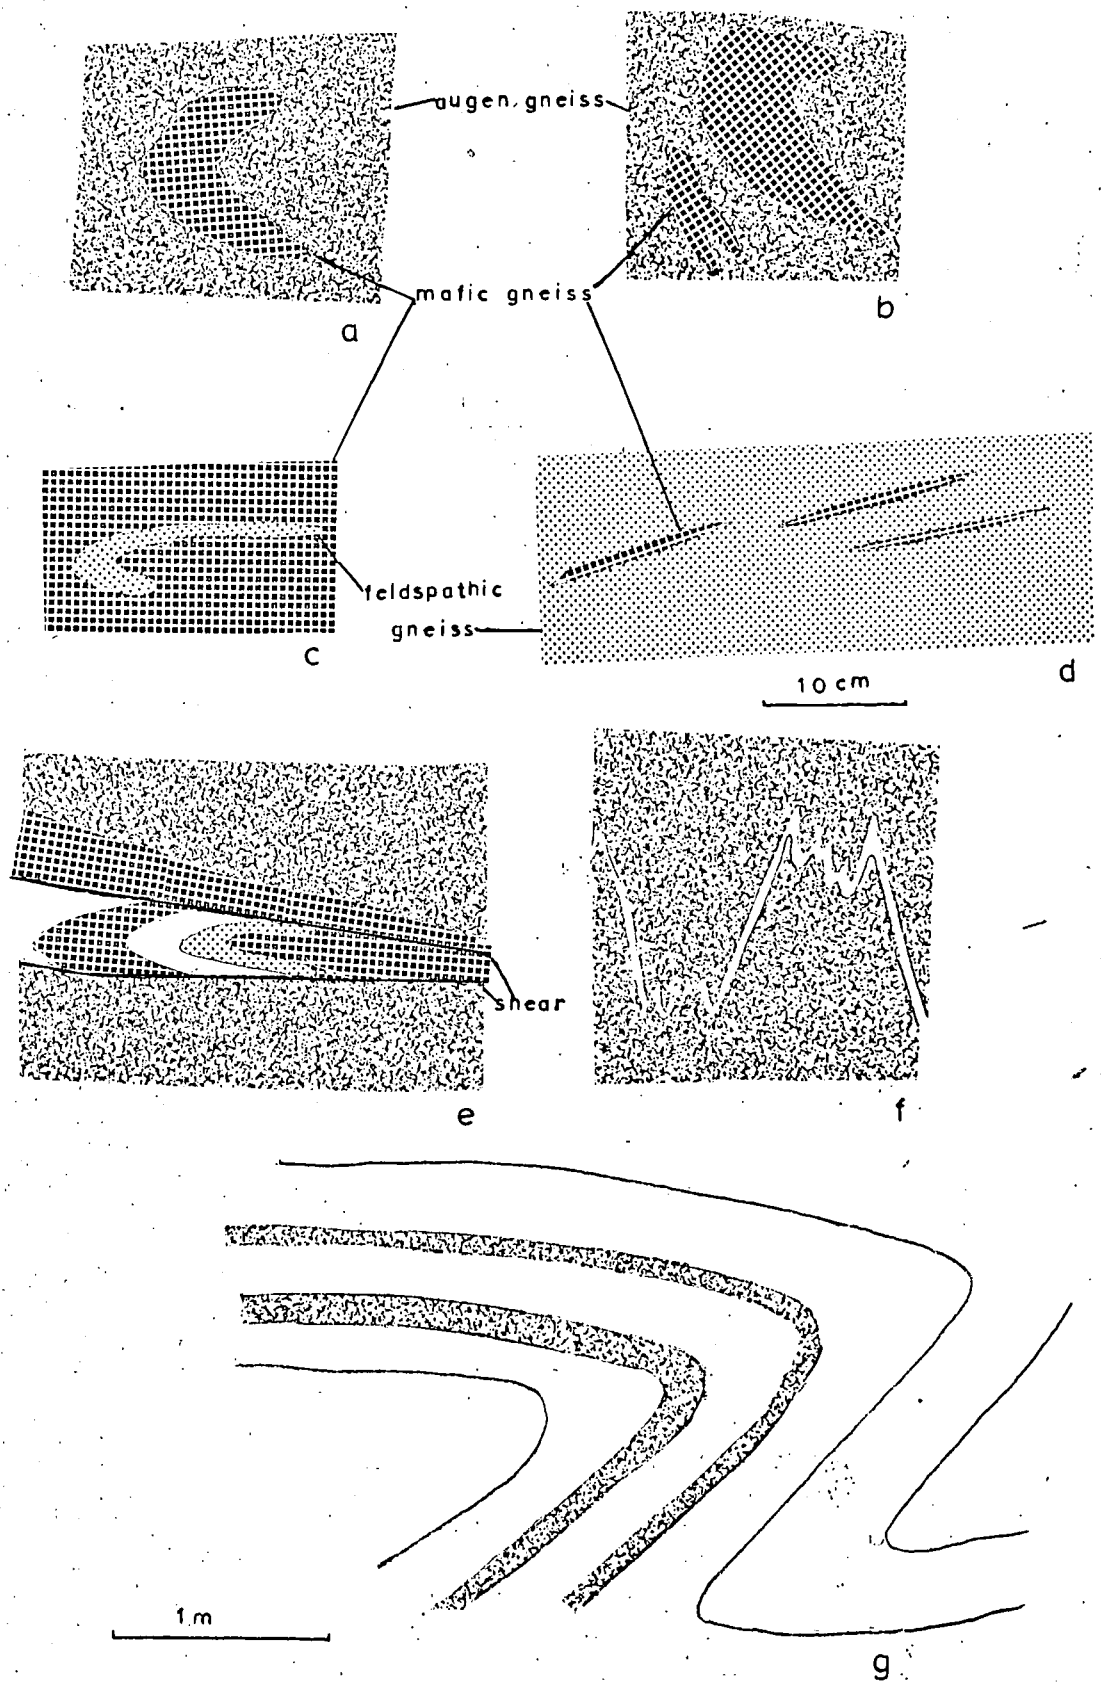 augen gneiss
mafic gneiss
a
b
feldspathic
gneiss
c
d
10 cm
shear
e
f
1 m
g